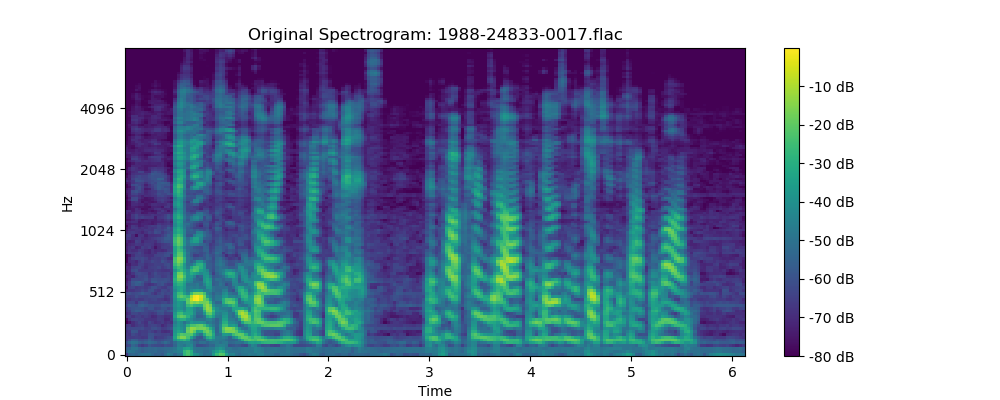 Original Spectrogram: 1988-24833-0017.flac
Hz
4096
2048
1024
512
0
0 1 2 3 4 5 6
Time
-10 dB
-20 dB
-30 dB
-40 dB
-50 dB
-60 dB
-70 dB
-80 dB